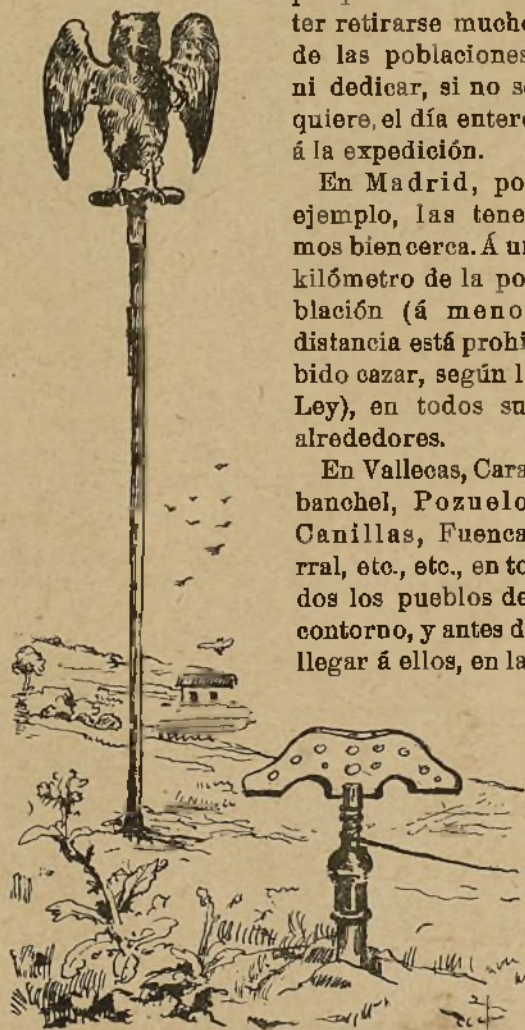 ter retirarse mucho
de las poblaciones
ni dedicar, si no se
quiere, el día entero
á la expedición.
En Madrid, por
ejemplo, las tene-
mos bien cerca. Á un
kilómetro de la po-
blación (á meno
distancia está prohi-
bido cazar, según l
Ley), en todos su
alrededores.
En Vallecas, Cara-
banchel, Pozuelo
Canillas, Fuenca-
rral, etc., etc., en to-
dos los pueblos de
contorno, y antes d
llegar á ellos, en la